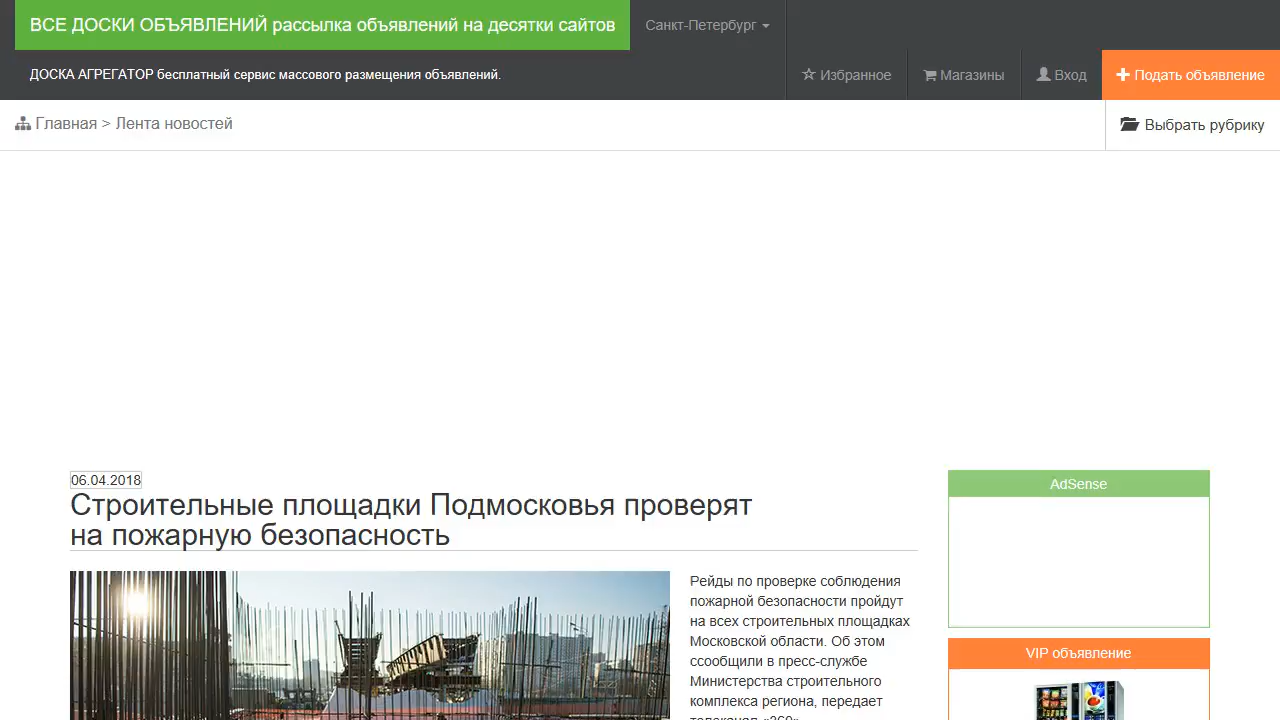 ВСЕ ДОСКИ ОБЪЯВЛЕНИЙ рассылка объявлений на десятки сайтов
Санкт-Петербург
ДОСКА АГРЕГАТОР бесплатный сервис массового размещения объявлений.
Избранное
Магазины
Вход
Подать объявление
Главная > Лента новостей
Выбрать рубрику
06.04.2018
Строительные площадки Подмосковья проверят
на пожарную безопасность
Рейды по проверке соблюдения
пожарной безопасности пройдут
на всех строительных площадках
Московской области. Об этом
ссообщили в пресс-службе
Министерства строительного
комплекса региона, передает
телеканал «360»
AdSense
VIP объявление